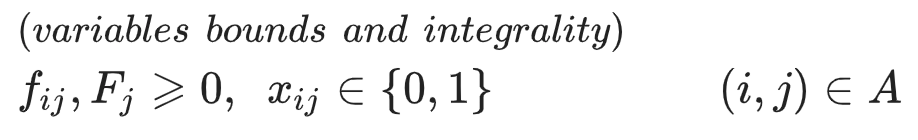 (variables bounds and integrality)
f_{ij}, F_j ⩾ 0, x_{ij} ∈ {0, 1} (i, j) ∈ A